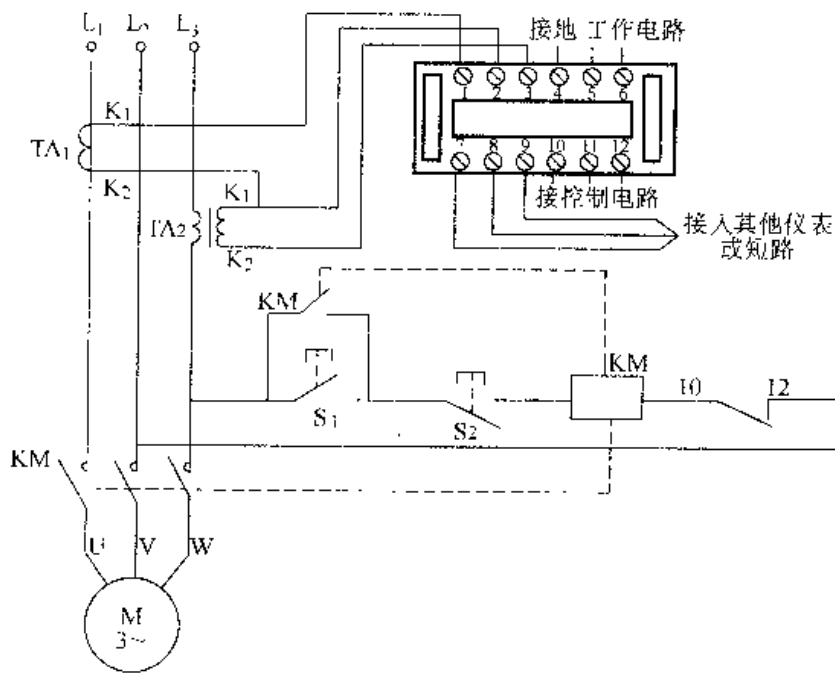 L1 L2 L3
接地 工作电路
1 2 3 4 5 6
K1
TA1
K2
7 8 9 10 11 12
接控制电路
K1
TA2
K2
接入其他仪表
或短路
KM
KM
10 12
S1
S2
KM
U V W
M
3~